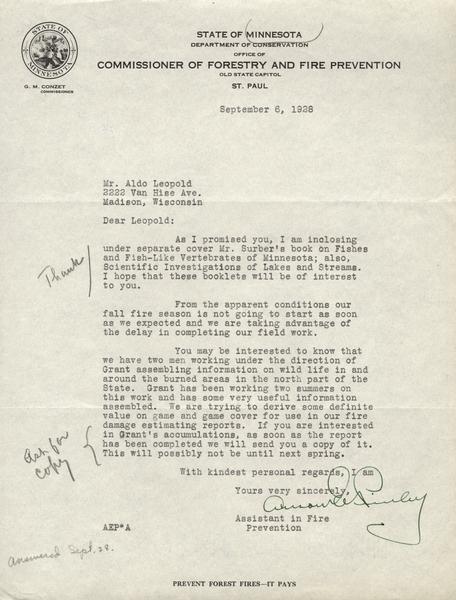 STATE OF MINNESOTA
DEPARTMENT OF CONSERVATION
OFFICE OF
COMMISSIONER OF FORESTRY AND FIRE PREVENTION
OLD STATE CAPITOL
ST. PAUL
STATE OF
MINNESOTA
G. M. CONZET
COMMISSIONER
September 6, 1928
Mr. Aldo Leopold
2222 Van Hise Ave.
Madison, Wisconsin
Dear Leopold:
As I promised you, I am inclosing
under separate cover Mr. Surber's book on Fishes
and Fish-Like Vertebrates of Minnesota; also,
Scientific Investigations of Lakes and Streams.
I hope that these booklets will be of interest
to you.
Thank
From the apparent conditions our
fall fire season is not going to start as soon
as we expected and we are taking advantage of
the delay in completing our field work.
You may be interested to know that
we have two men working under the direction of
Grant assembling information on wild life in and
around the burned areas in the north part of the
State. Grant has been working two summers on
this work and has some very useful information
assembled. We are trying to derive some definite
value on game and game cover for use in our fire
damage estimating reports. If you are interested
in Grant's accumulations, as soon as the report
has been completed we will send you a copy of it.
This will possibly not be until next spring.
Ask for
copy
With kindest personal regards, I am
Yours very sincerely,
Assistant in Fire
Prevention
AEP*A
Answered Sept. 28.
PREVENT FOREST FIRES—IT PAYS